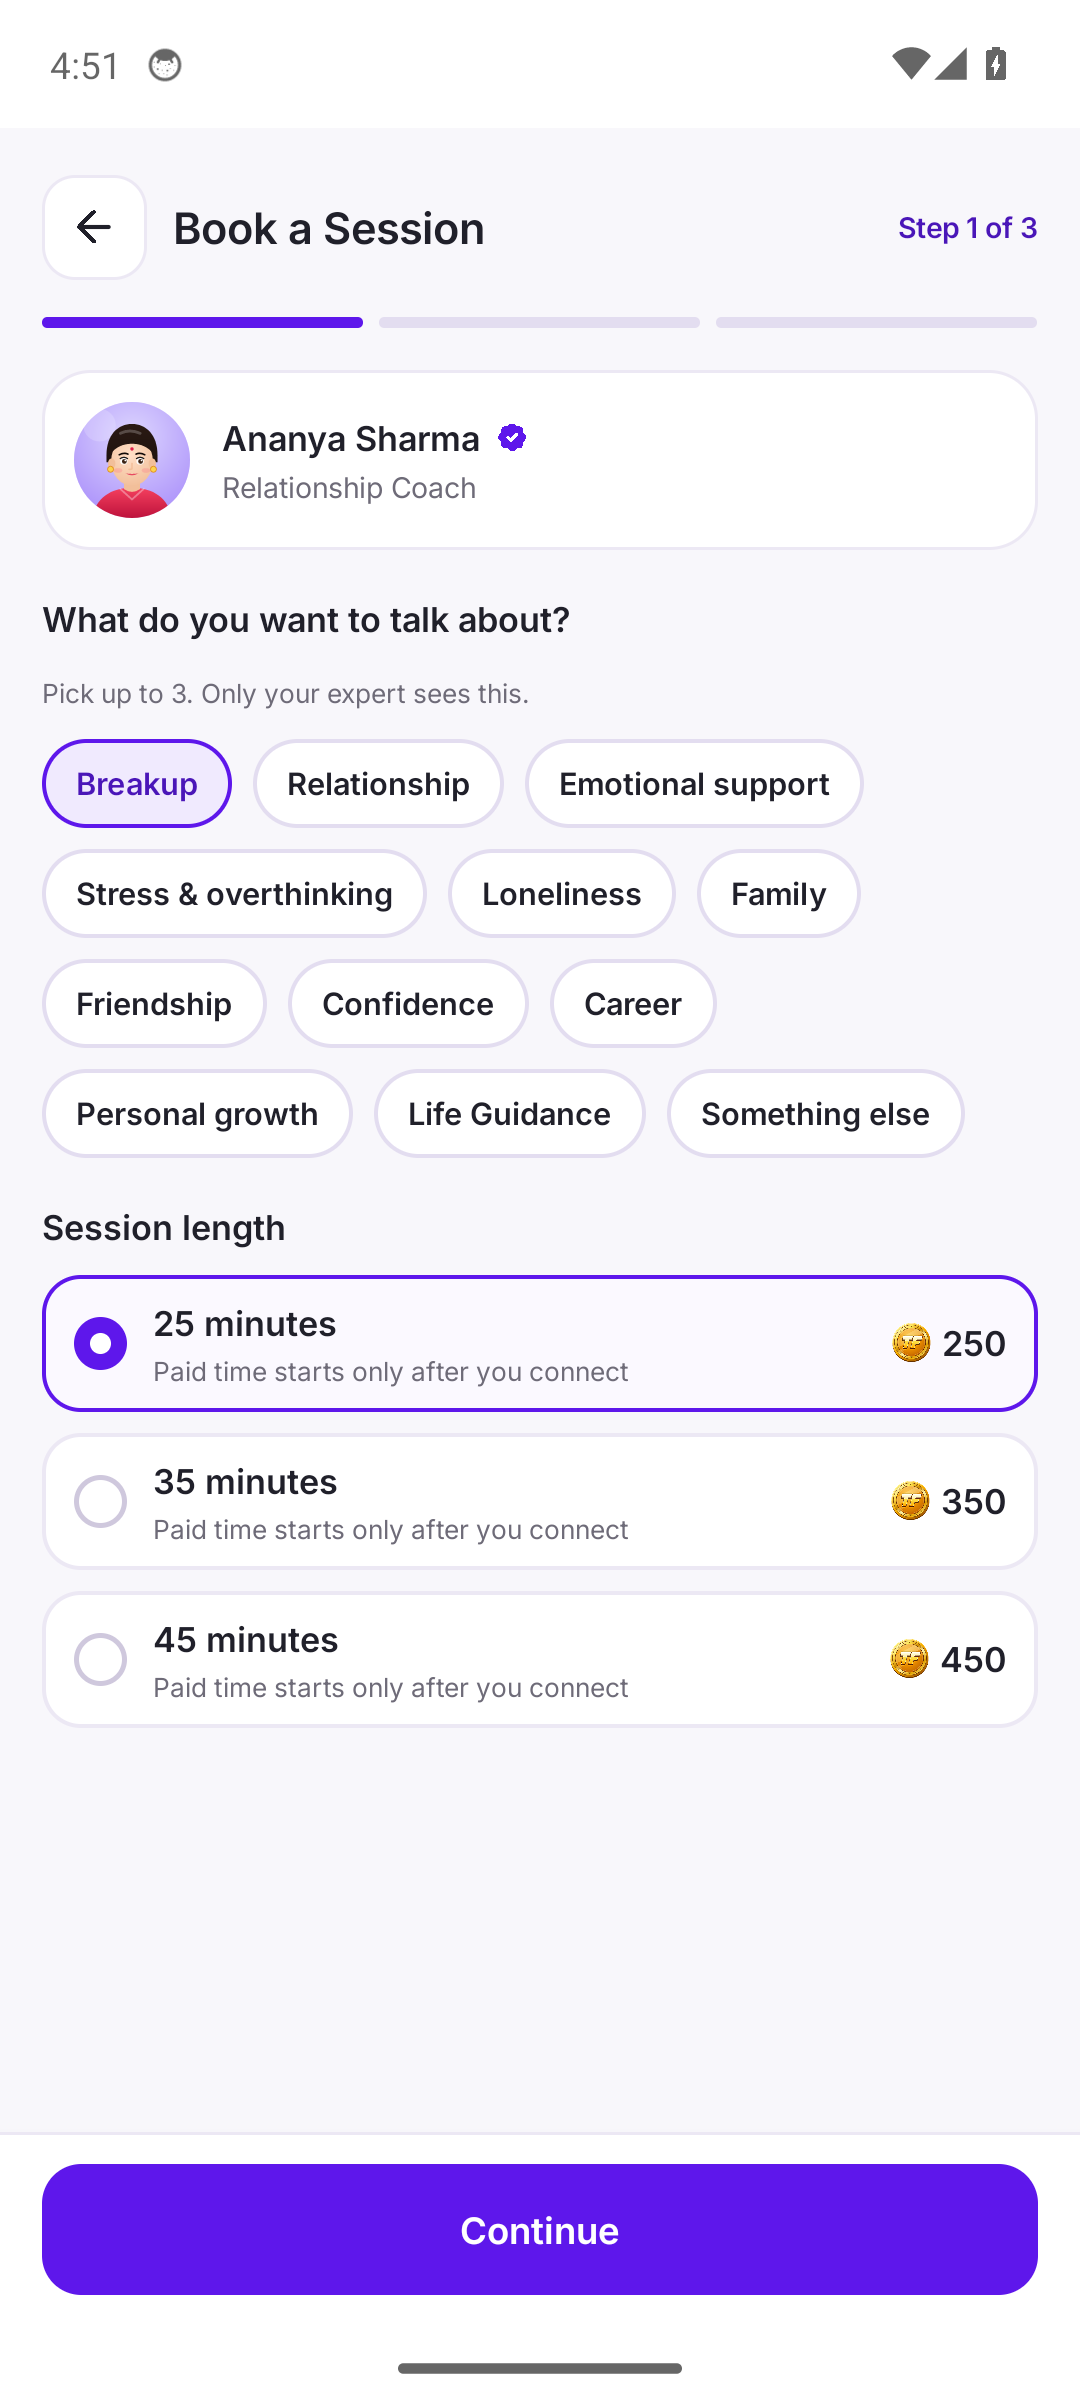 4:51
Book a Session
Step 1 of 3
Ananya Sharma
Relationship Coach
What do you want to talk about?
Pick up to 3. Only your expert sees this.
Breakup Relationship Emotional support
Stress & overthinking Loneliness Family
Friendship Confidence Career
Personal growth Life Guidance Something else
Session length
25 minutes
Paid time starts only after you connect
TF 250
35 minutes
Paid time starts only after you connect
TF 350
45 minutes
Paid time starts only after you connect
TF 450
Continue